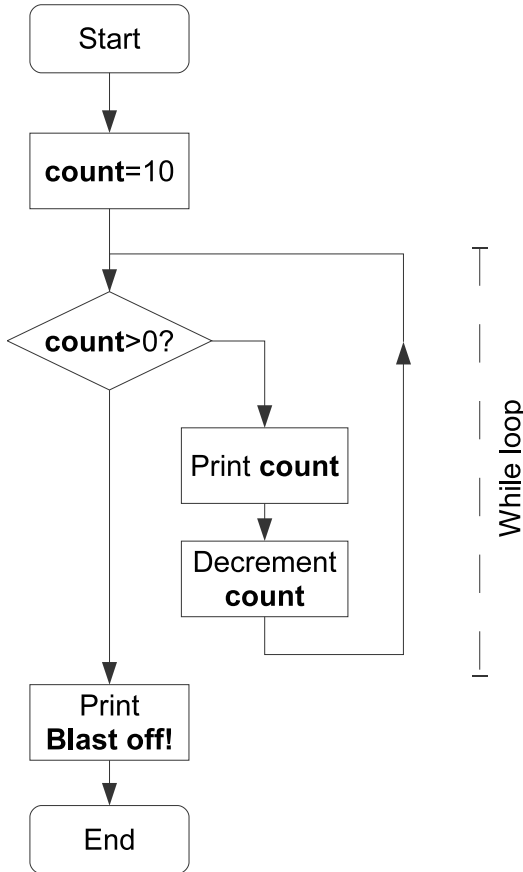 Start
count=10
count>0?
Print count
Decrement
count
While loop
Print
Blast off!
End